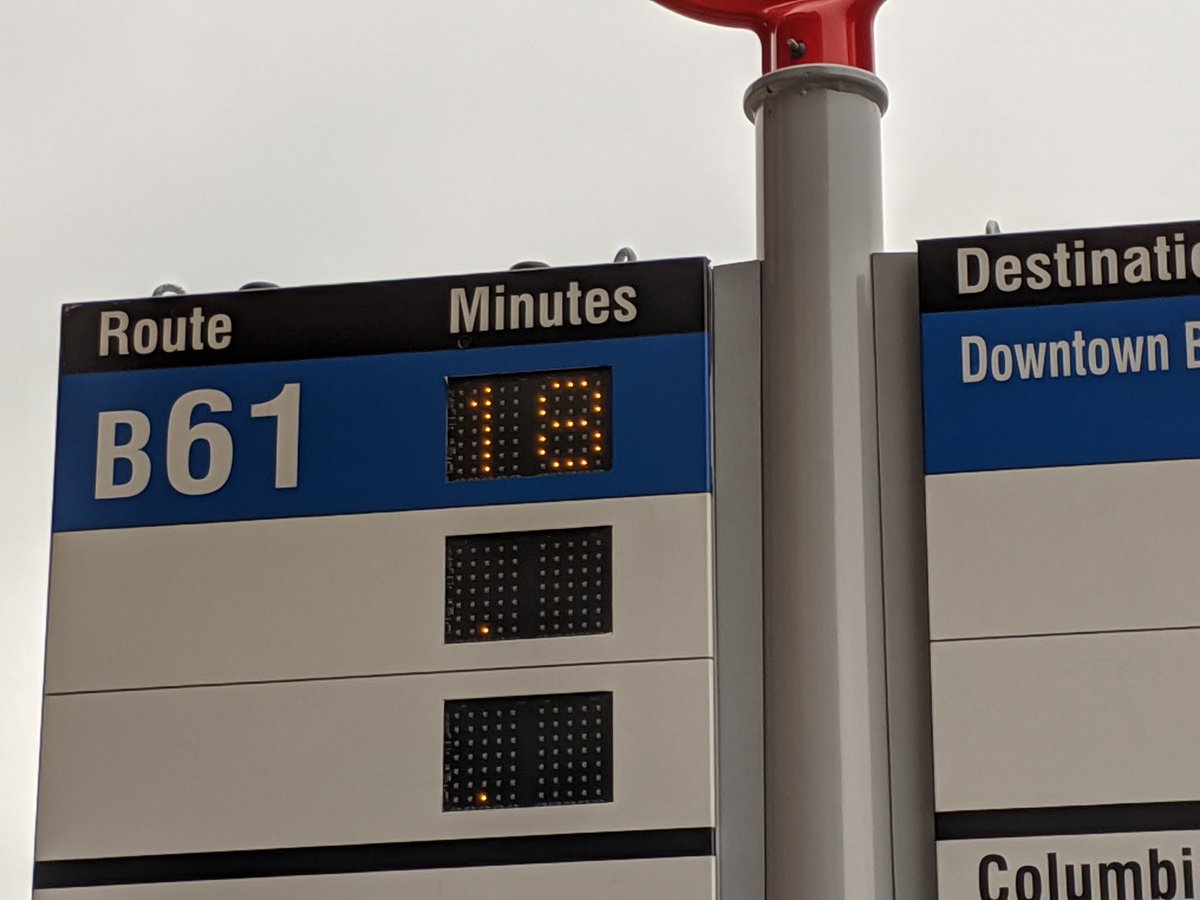 Route Minutes
B61 18
Destinatio
Downtown B
Columbi